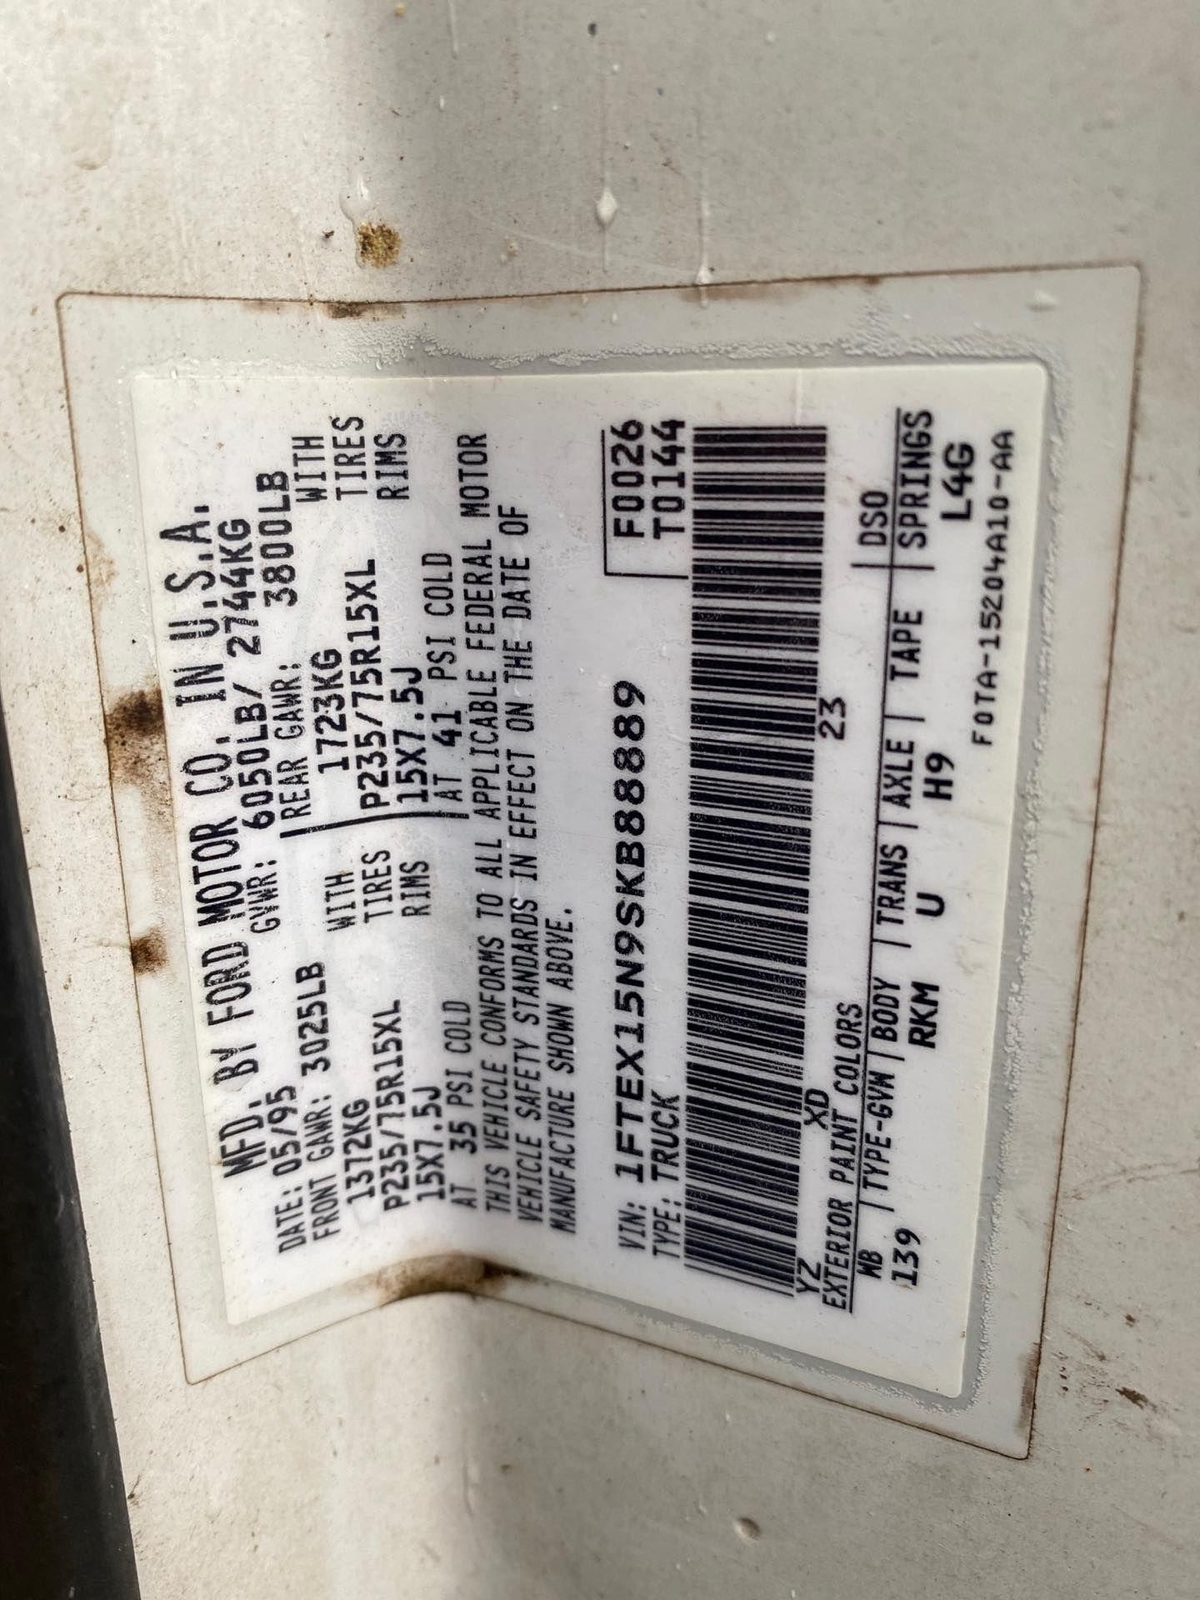 MFD. BY FORD MOTOR CO. IN U.S.A.
DATE: 05/95 GVWR: 6050LB/ 2744KG
FRONT GAWR: 3025LB REAR GAWR: 3800LB
1372KG WITH 1723KG WITH
P235/75R15XL TIRES P235/75R15XL TIRES
15X7.5J RIMS 15X7.5J RIMS
AT 35 PSI COLD AT 41 PSI COLD
THIS VEHICLE CONFORMS TO ALL APPLICABLE FEDERAL MOTOR
VEHICLE SAFETY STANDARDS IN EFFECT ON THE DATE OF
MANUFACTURE SHOWN ABOVE.
VIN: 1FTEX15N9SKB88889 F0026
TYPE: TRUCK T0144
YZ XD 23
EXTERIOR PAINT COLORS DSO
WB TYPE-GVW BODY TRANS AXLE TAPE SPRINGS
139 RKM U H9 L4G
F0TA-15204A10-AA